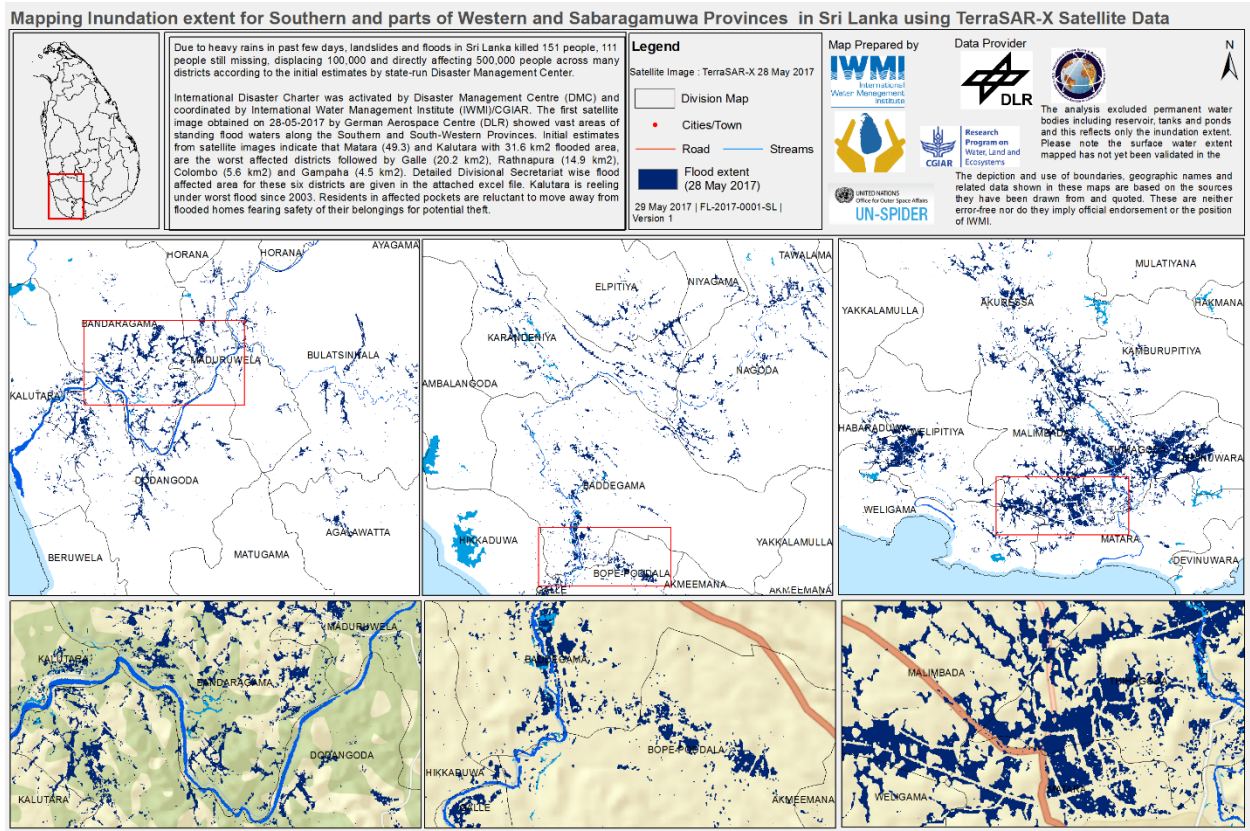 Mapping Inundation extent for Southern and parts of Western and Sabaragamuwa Provinces in Sri Lanka using TerraSAR-X Satellite Data
Due to heavy rains in past few days, landslides and floods in Sri Lanka killed 151 people, 111
people still missing, displacing 100,000 and directly affecting 500,000 people across many
districts according to the initial estimates by state-run Disaster Management Center.
International Disaster Charter was activated by Disaster Management Centre (DMC) and
coordinated by International Water Management Institute (IWMI)/CGIAR. The first satellite
image obtained on 28-05-2017 by German Aerospace Centre (DLR) showed vast areas of
standing flood waters along the Southern and South-Western Provinces. Initial estimates
from satellite images indicate that Matara (49.3) and Kalutara with 31.6 km2 flooded area,
are the worst affected districts followed by Galle (20.2 km2), Rathnapura (14.9 km2),
Colombo (5.6 km2) and Gampaha (4.5 km2). Detailed Divisional Secretariat wise flood
affected area for these six districts are given in the attached excel file. Kalutara is reeling
under worst flood since 2003. Residents in affected pockets are reluctant to move away from
flooded homes fearing safety of their belongings for potential theft.
Legend
Satellite Image : TerraSAR-X 28 May 2017
Division Map
Cities/Town
Road
Streams
Flood extent
(28 May 2017)
29 May 2017 | FL-2017-0001-SL |
Version 1
Map Prepared by
IWMI
International
Water Management
Institute
CGIAR
Research
Program on
Water, Land and
Ecosystems
UNITED NATIONS
Office for Outer Space Affairs
UN-SPIDER
Data Provider
DLR
N
The analysis excluded permanent water
bodies including reservoir, tanks and ponds
and this reflects only the inundation extent.
Please note the surface water extent
mapped has not yet been validated in the
The depiction and use of boundaries, geographic names and
related data shown in these maps are based on the sources
they have been drawn from and quoted. These are neither
error-free nor do they imply official endorsement or the position
of IWMI.
AYAGAMA
HORANA
HORANA
BANDARAGAMA
MADURUWELA
BULATSINHALA
KALUTARA
DODANGODA
AGALAWATTA
BERUWELA
MATUGAMA
TAWALAMA
NIYAGAMA
ELPITIYA
KARANDENIYA
NAGODA
AMBALANGODA
BADDEGAMA
HIKKADUWA
YAKKALAMULLA
BOPE-PODDALA
AKMEEMANA
GALLE
AKMEEMANA
MULATIYANA
AKURESSA
HAKMANA
YAKKALAMULLA
KAMBURUPITIYA
HABARADUWA
WELIPITIYA
MALIMBADA
THIHAGODA
WELIGAMA
MATARA
DEVINUWARA
MADURUWELA
KALUTARA
BANDARAGAMA
DODANGODA
KALUTARA
BADDEGAMA
BOPE-PODDALA
HIKKADUWA
GALLE
AKMEEMANA
MALIMBADA
THIHAGODA
WELIGAMA
MATARA